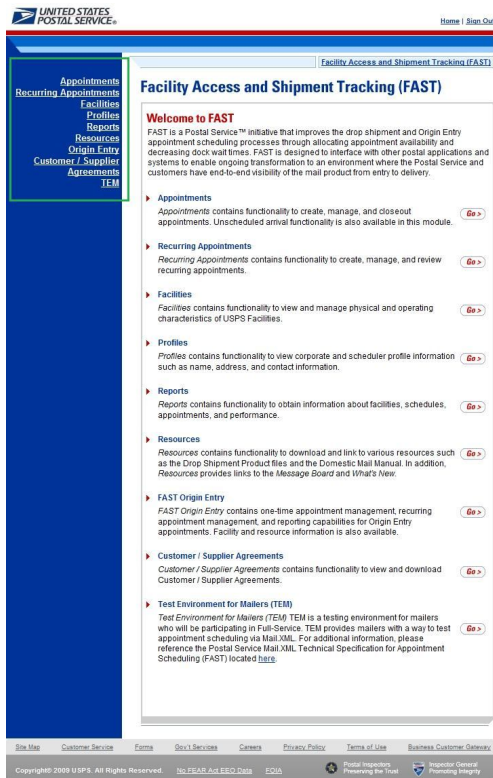 UNITED STATES
POSTAL SERVICE®
Home | Sign Out
Facility Access and Shipment Tracking (FAST)
Appointments
Recurring Appointments
Facilities
Profiles
Reports
Resources
Origin Entry
Customer / Supplier
Agreements
TEM
Facility Access and Shipment Tracking (FAST)
Welcome to FAST
FAST is a Postal Service™ initiative that improves the drop shipment and Origin Entry
appointment scheduling processes through allocating appointment availability and
decreasing dock wait times. FAST is designed to interface with other postal applications and
systems to enable ongoing transformation to an environment where the Postal Service and
customers have end-to-end visibility of the mail product from entry to delivery.
Appointments
Appointments contains functionality to create, manage, and closeout
appointments. Unscheduled arrival functionality is also available in this module.
Go >
Recurring Appointments
Recurring Appointments contains functionality to create, manage, and review
recurring appointments.
Go >
Facilities
Facilities contains functionality to view and manage physical and operating
characteristics of USPS Facilities.
Go >
Profiles
Profiles contains functionality to view corporate and scheduler profile information
such as name, address, and contact information.
Go >
Reports
Reports contains functionality to obtain information about facilities, schedules,
appointments, and performance.
Go >
Resources
Resources contains functionality to download and link to various resources such
as the Drop Shipment Product files and the Domestic Mail Manual. In addition,
Resources provides links to the Message Board and What's New.
Go >
FAST Origin Entry
FAST Origin Entry contains one-time appointment management, recurring
appointment management, and reporting capabilities for Origin Entry
appointments. Facility and resource information is also available.
Go >
Customer / Supplier Agreements
Customer / Supplier Agreements contains functionality to view and download
Customer / Supplier Agreements.
Go >
Test Environment for Mailers (TEM)
Test Environment for Mailers (TEM) TEM is a testing environment for mailers
who will be participating in Full-Service. TEM provides mailers with a way to test
appointment scheduling via Mail.XML. For additional information, please
reference the Postal Service Mail.XML Technical Specification for Appointment
Scheduling (FAST) located here.
Go >
Site Map Customer Service Forms Gov't Services Careers Privacy Policy Terms of Use Business Customer Gateway
Copyright© 2009 USPS. All Rights Reserved. No FEAR Act EEO Data FOIA
Postal Inspectors
Preserving the Trust
Inspector General
Promoting Integrity